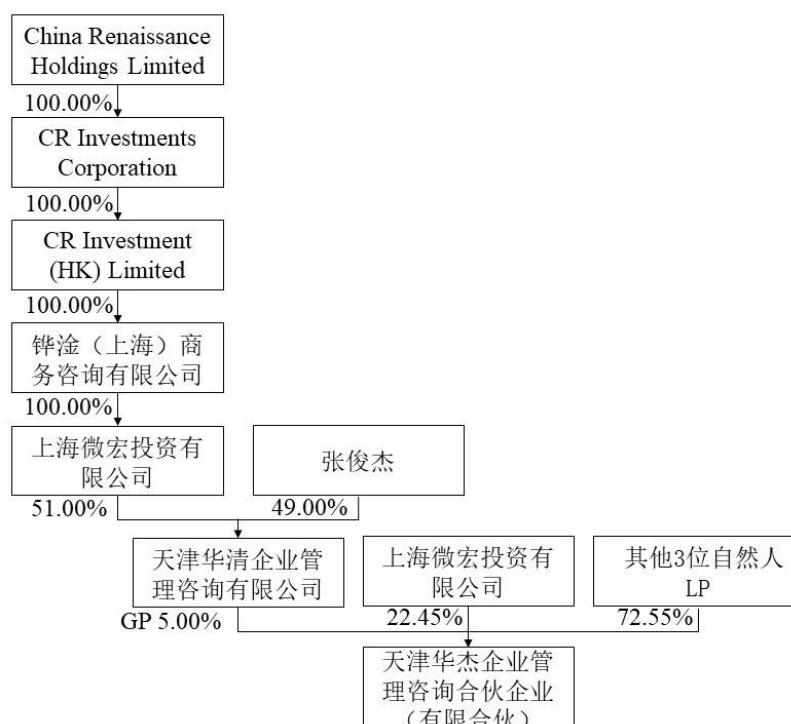 China Renaissance
Holdings Limited
100.00%
CR Investments
Corporation
100.00%
CR Investment
(HK) Limited
100.00%
铧淦（上海）商
务咨询有限公司
100.00%
上海微宏投资有
限公司
张俊杰
51.00%
49.00%
天津华清企业管
理咨询有限公司
上海微宏投资有
限公司
其他3位自然人
LP
GP 5.00%
22.45%
72.55%
天津华杰企业管
理咨询合伙企业
（有限合伙）